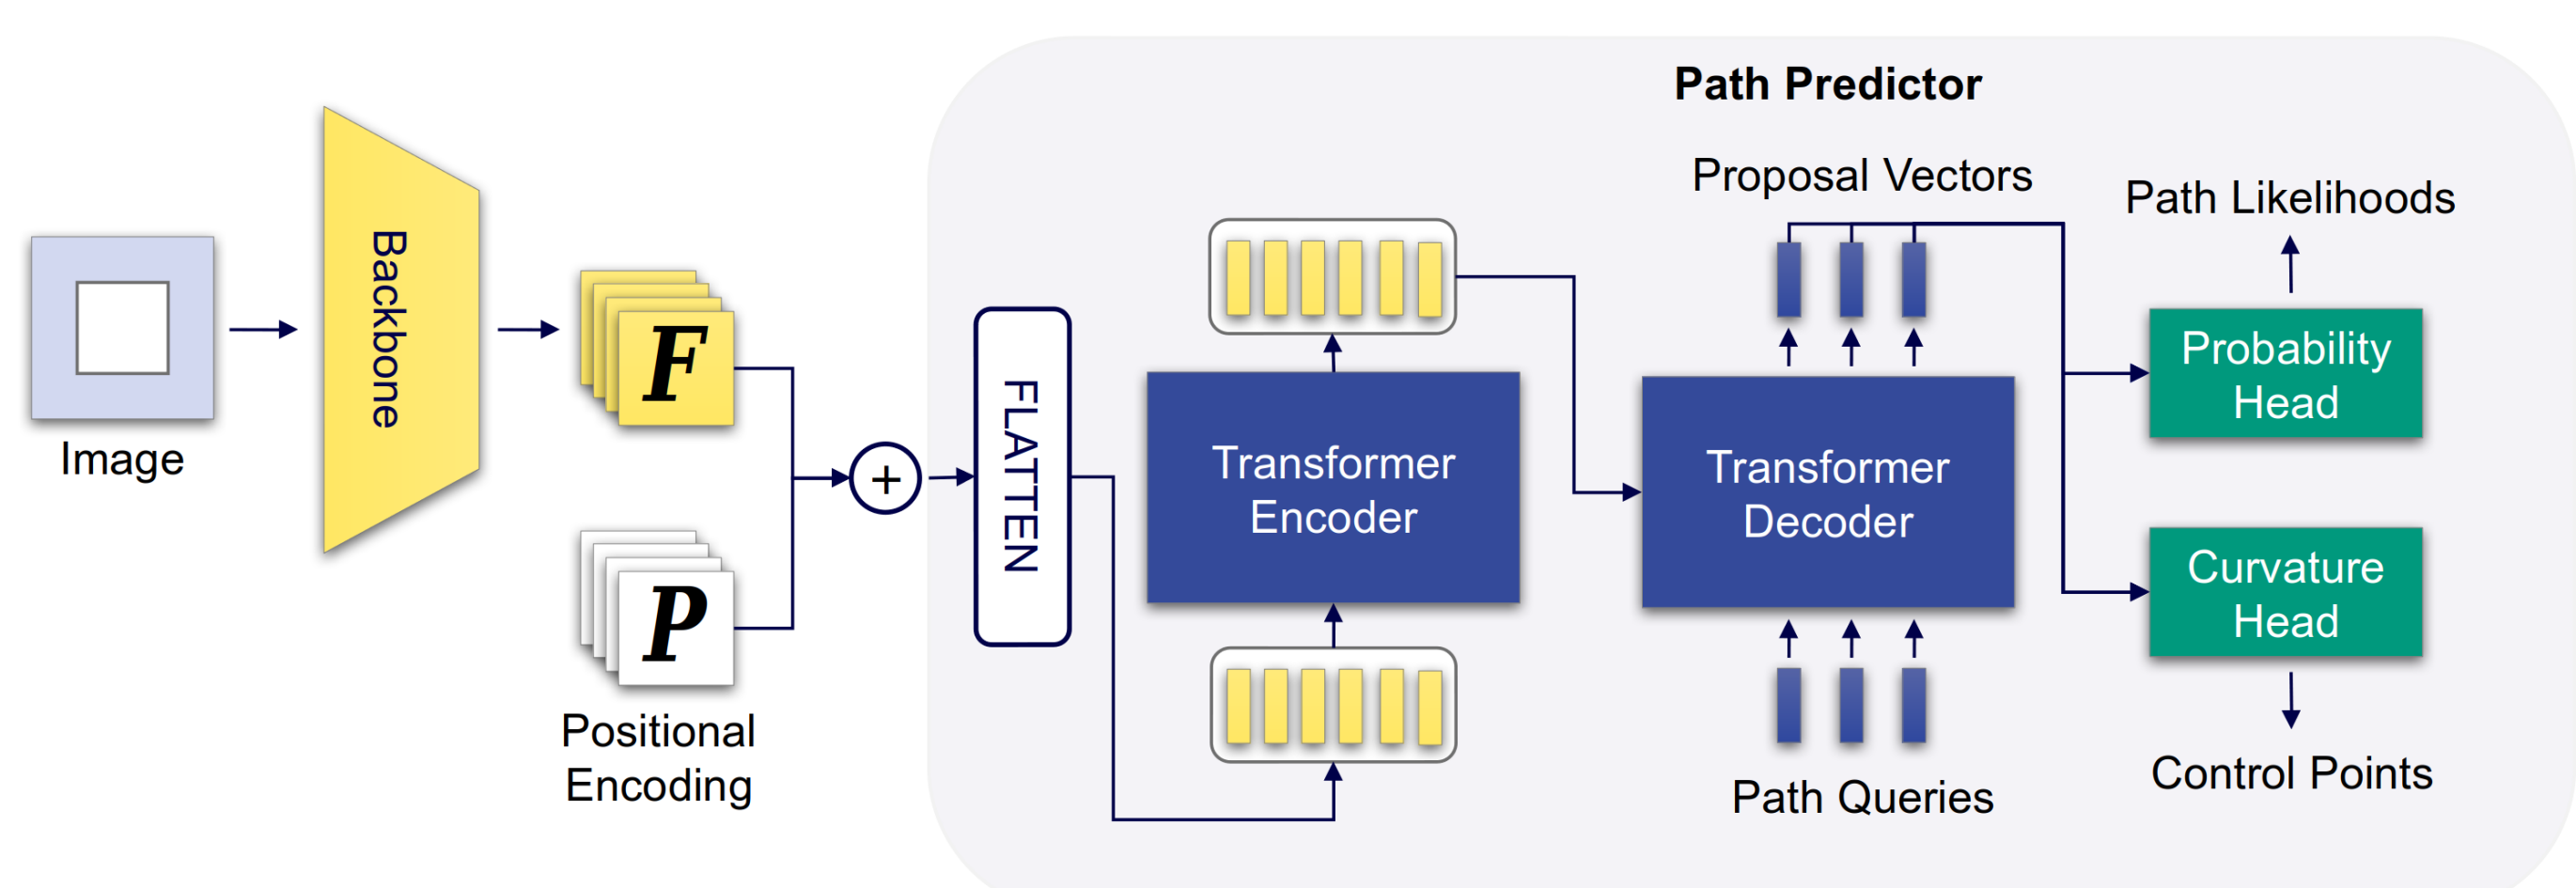 Image
Backbone
F
P
Positional
Encoding
+
FLATTEN
Transformer
Encoder
Path Predictor
Proposal Vectors
Transformer
Decoder
Path Queries
Path Likelihoods
Probability
Head
Curvature
Head
Control Points